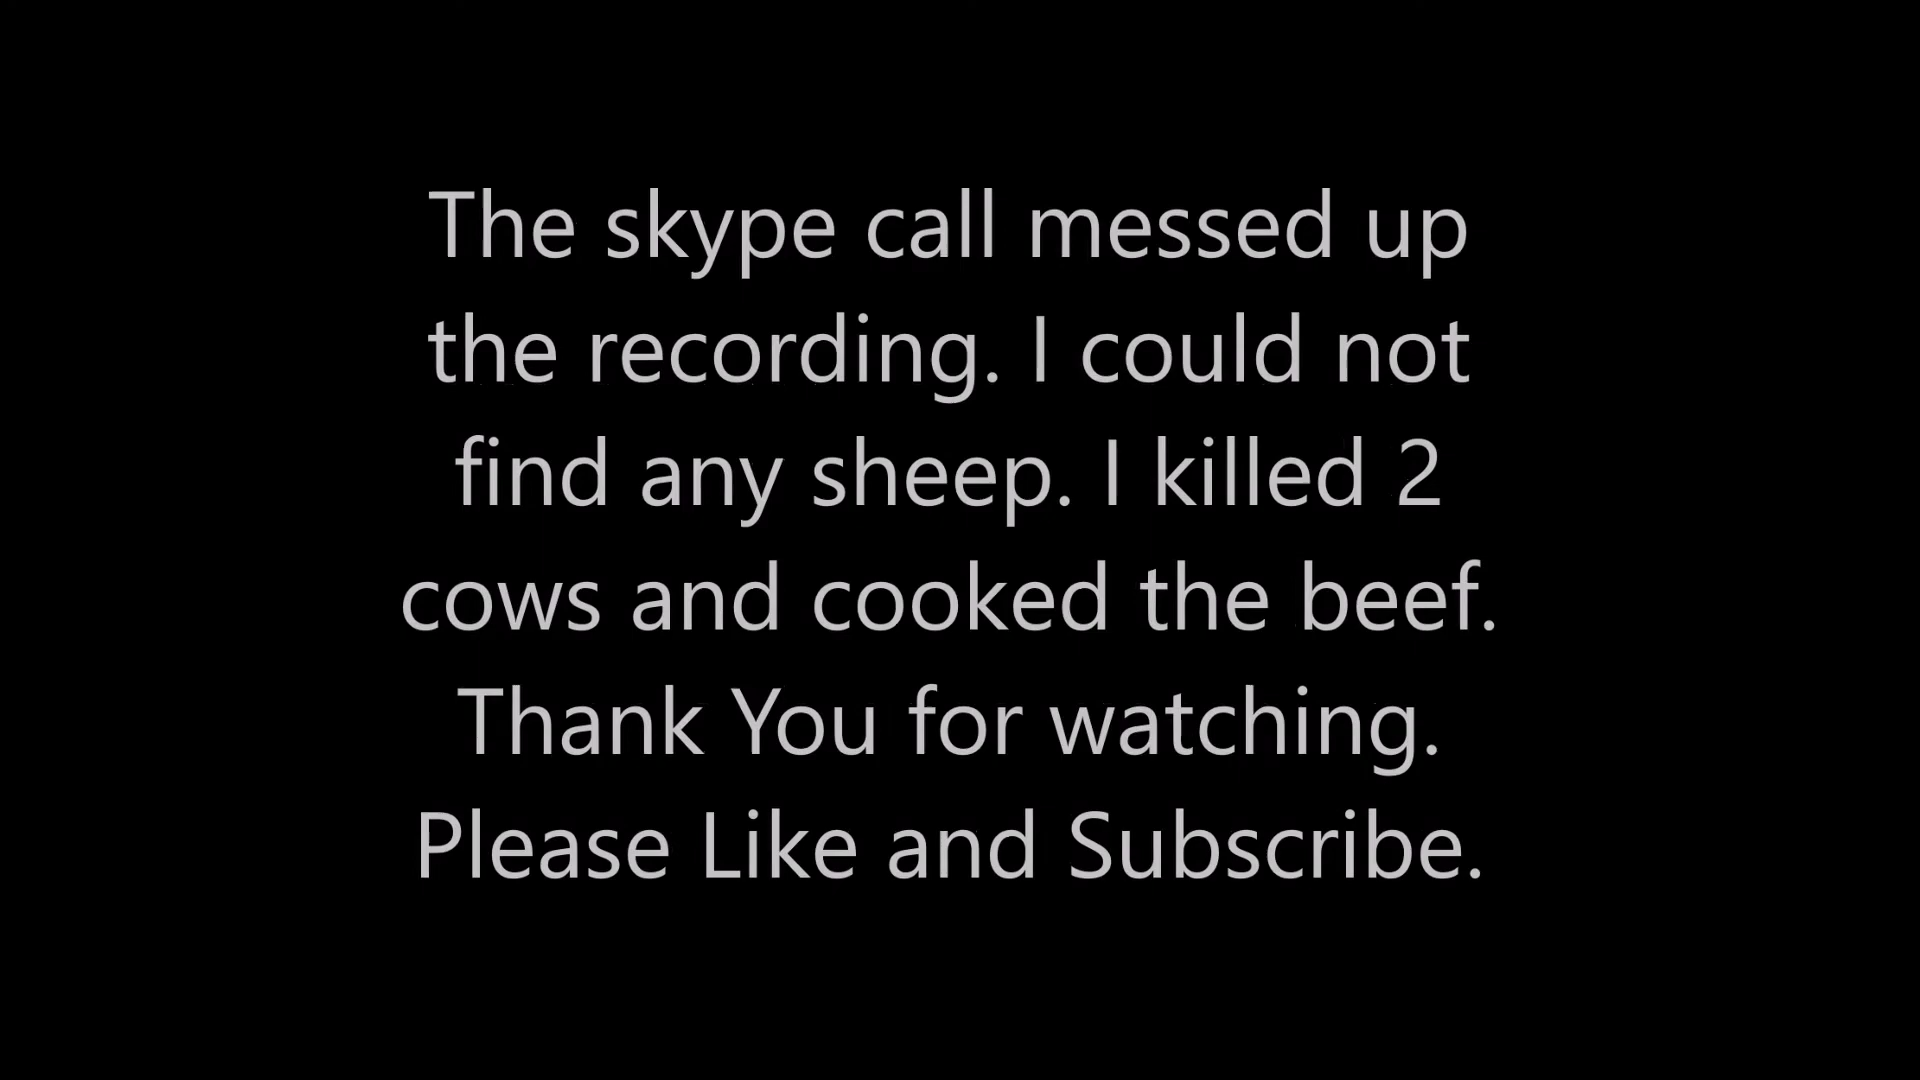 The skype call messed up
the recording. I could not
find any sheep. I killed 2
cows and cooked the beef.
Thank You for watching.
Please Like and Subscribe.